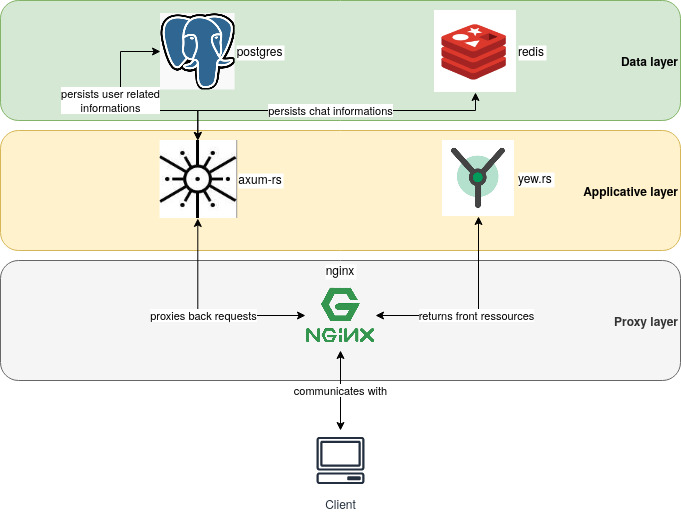 postgres
redis
Data layer
persists user related
informations
persists chat informations
axum-rs
yew.rs
Applicative layer
nginx
NGINX
proxies back requests
returns front ressources
Proxy layer
communicates with
Client